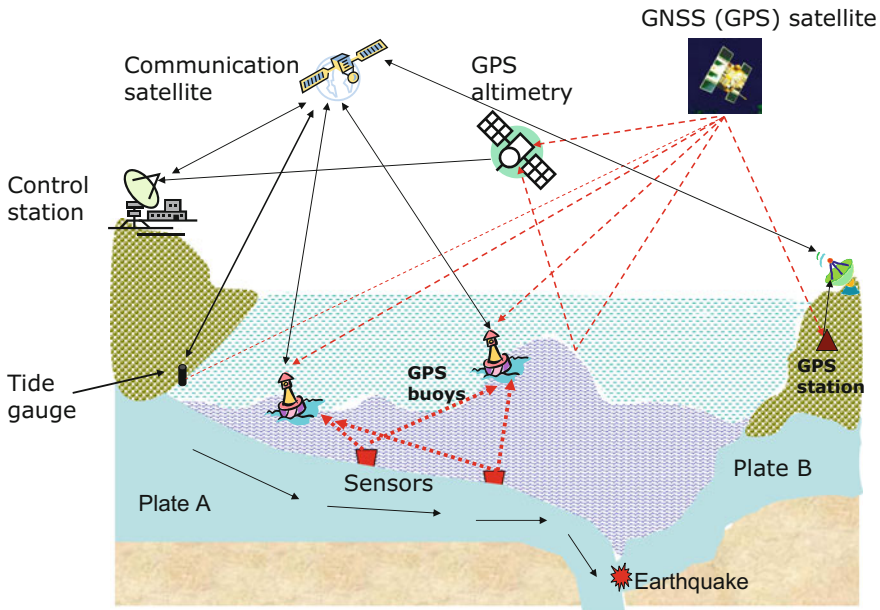 GNSS (GPS) satellite
Communication
satellite
GPS
altimetry
Control
station
Tide
gauge
GPS
buoys
GPS
station
Sensors
Plate A
Plate B
Earthquake